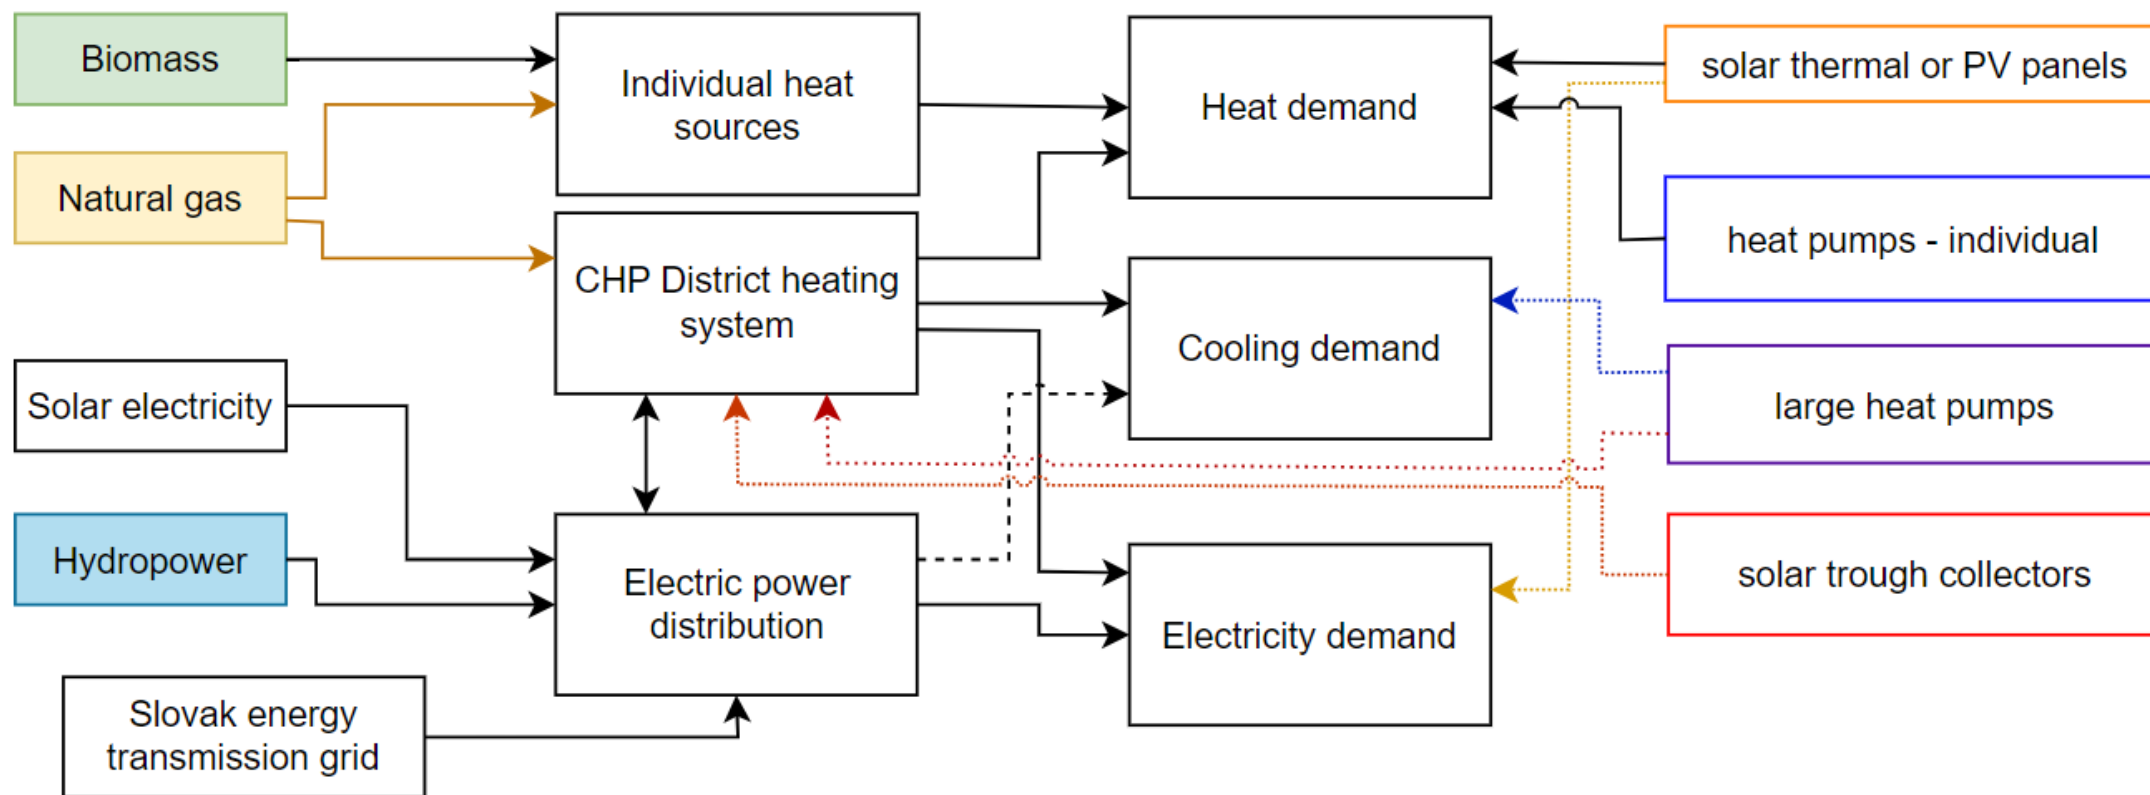 Biomass
Natural gas
Solar electricity
Hydropower
Slovak energy
transmission grid
Individual heat
sources
CHP District heating
system
Electric power
distribution
Heat demand
Cooling demand
Electricity demand
solar thermal or PV panels
heat pumps - individual
large heat pumps
solar trough collectors